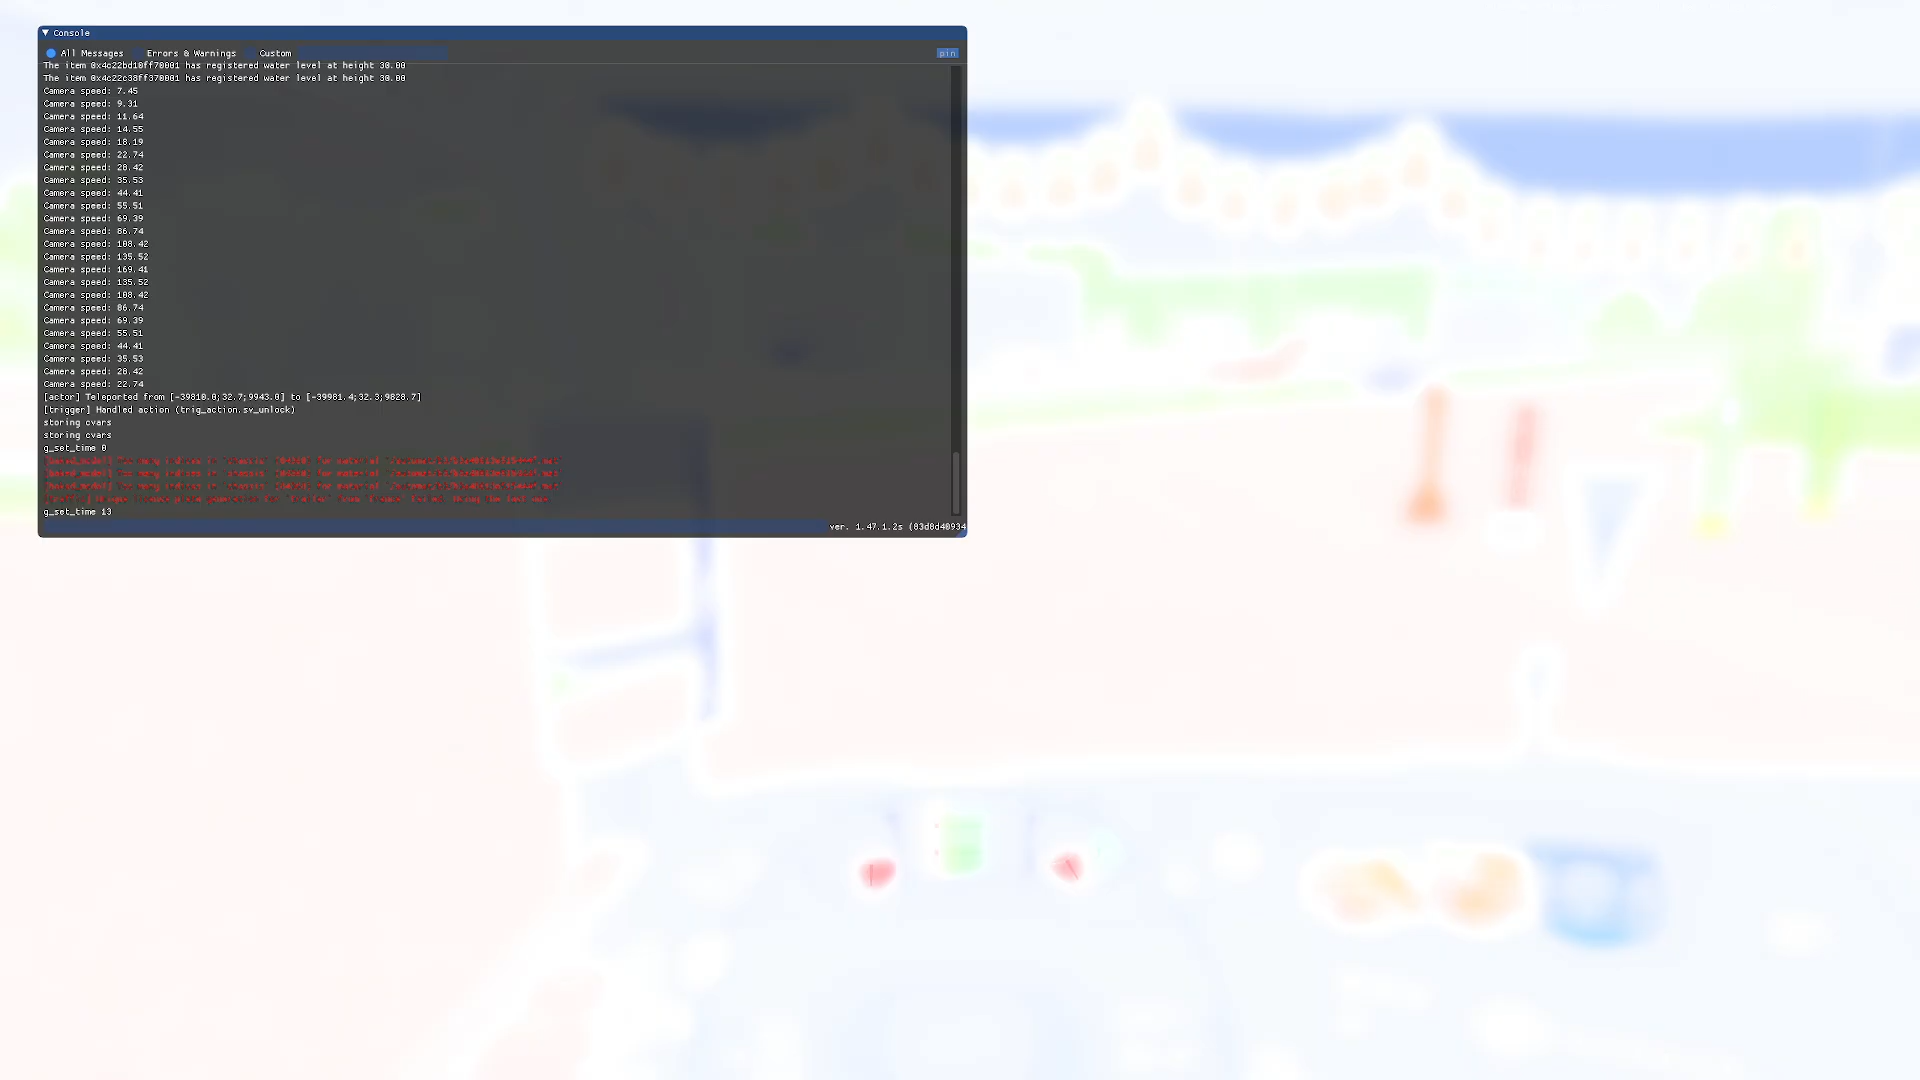 Console
All Messages Errors & Warnings Custom pin
The item 0x4c22bd10ff70001 has registered water level at height 30.00
The item 0x4c22c38ff370001 has registered water level at height 30.00
Camera speed: 7.45
Camera speed: 9.31
Camera speed: 11.64
Camera speed: 14.55
Camera speed: 18.19
Camera speed: 22.74
Camera speed: 28.42
Camera speed: 35.53
Camera speed: 44.41
Camera speed: 55.51
Camera speed: 69.39
Camera speed: 86.74
Camera speed: 108.42
Camera speed: 135.52
Camera speed: 169.41
Camera speed: 135.52
Camera speed: 108.42
Camera speed: 86.74
Camera speed: 69.39
Camera speed: 55.51
Camera speed: 44.41
Camera speed: 35.53
Camera speed: 28.42
Camera speed: 22.74
[actor] Teleported from [-39810.0;32.7;9943.0] to [-39981.4;32.3;9828.7]
[trigger] Handled action (trig_action.sv_unlock)
storing cvars
storing cvars
g_set_time 0
g_set_time 13
ver. 1.47.1.2s (03d8d40934